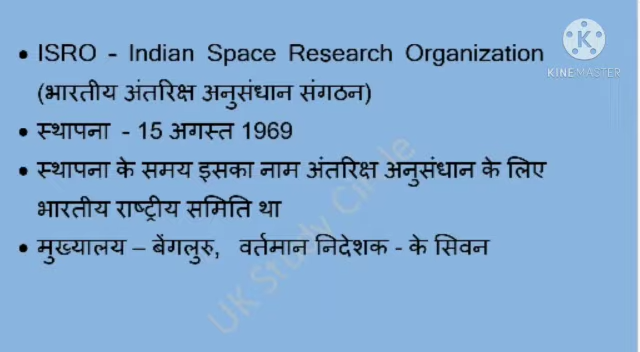 • ISRO - Indian Space Research Organization
(भारतीय अंतरिक्ष अनुसंधान संगठन)
• स्थापना - 15 अगस्त 1969
• स्थापना के समय इसका नाम अंतरिक्ष अनुसंधान के लिए
भारतीय राष्ट्रीय समिति था
• मुख्यालय – बेंगलुरु, वर्तमान निदेशक - के सिवन
UK Study Circle
K
KINEMASTER